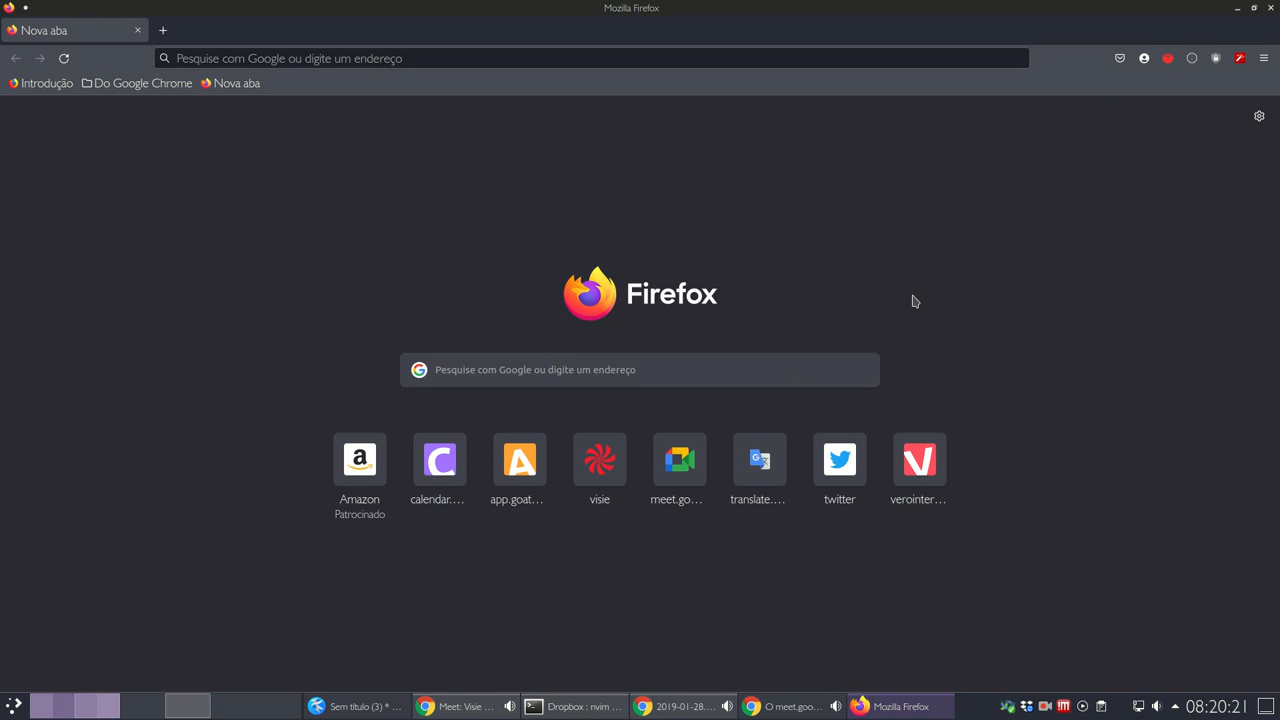 Mozilla Firefox
Nova aba
Pesquise com Google ou digite um endereço
Introdução Do Google Chrome Nova aba
Firefox
Pesquise com Google ou digite um endereço
Amazon calendar.... app.goat... visie meet.go... translate.... twitter verointer...
Patrocinado
Sem título (3) * ... Meet: Visie ... Dropbox : nvim ... 2019-01-28.... O meet.goo... Mozilla Firefox 08:20:21